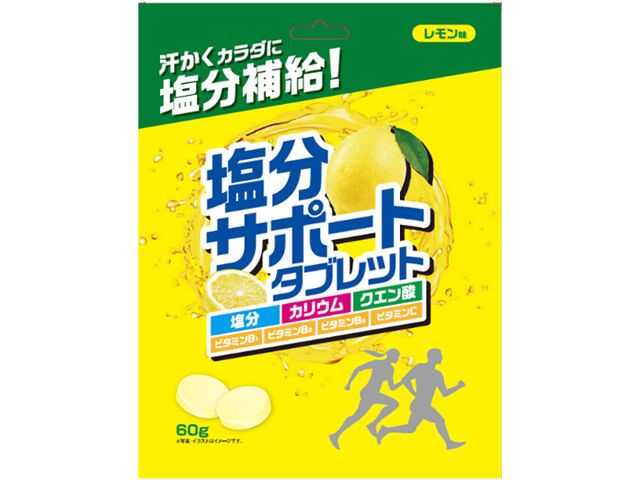 レモン味
汗かくカラダに
塩分補給!
塩分
サポート
タブレット
塩分 カリウム クエン酸
ビタミンB1 ビタミンB2 ビタミンB6 ビタミンC
60g
※写真・イラストはイメージです。